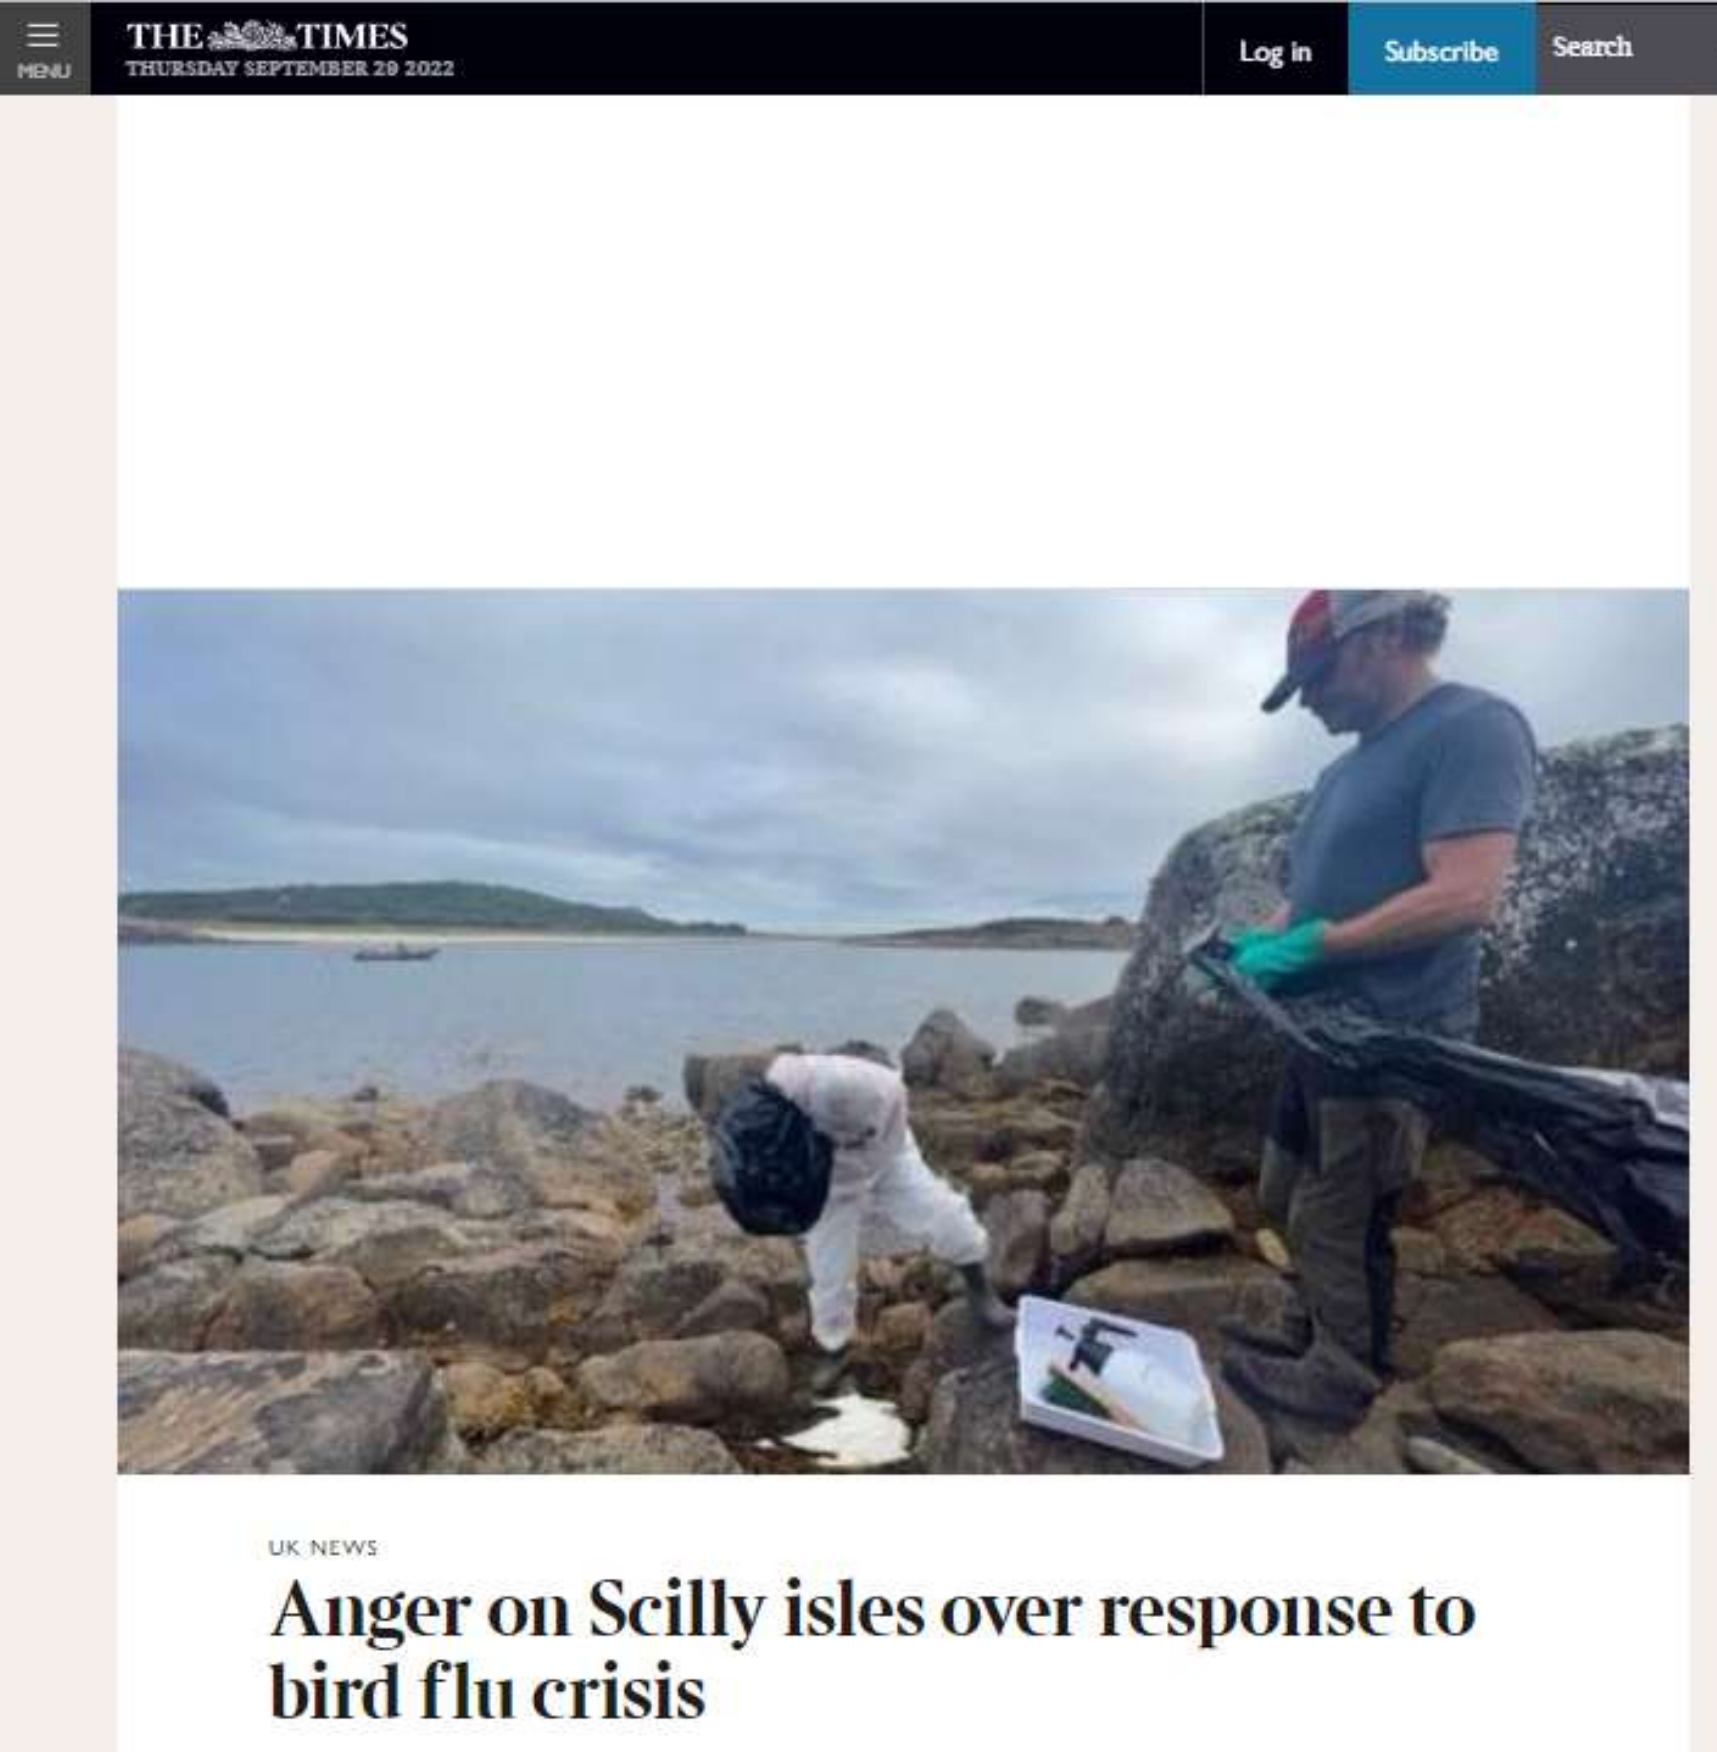 MENU
THE TIMES
THURSDAY SEPTEMBER 29 2022
Log in
Subscribe
Search
UK NEWS
Anger on Scilly isles over response to
bird flu crisis